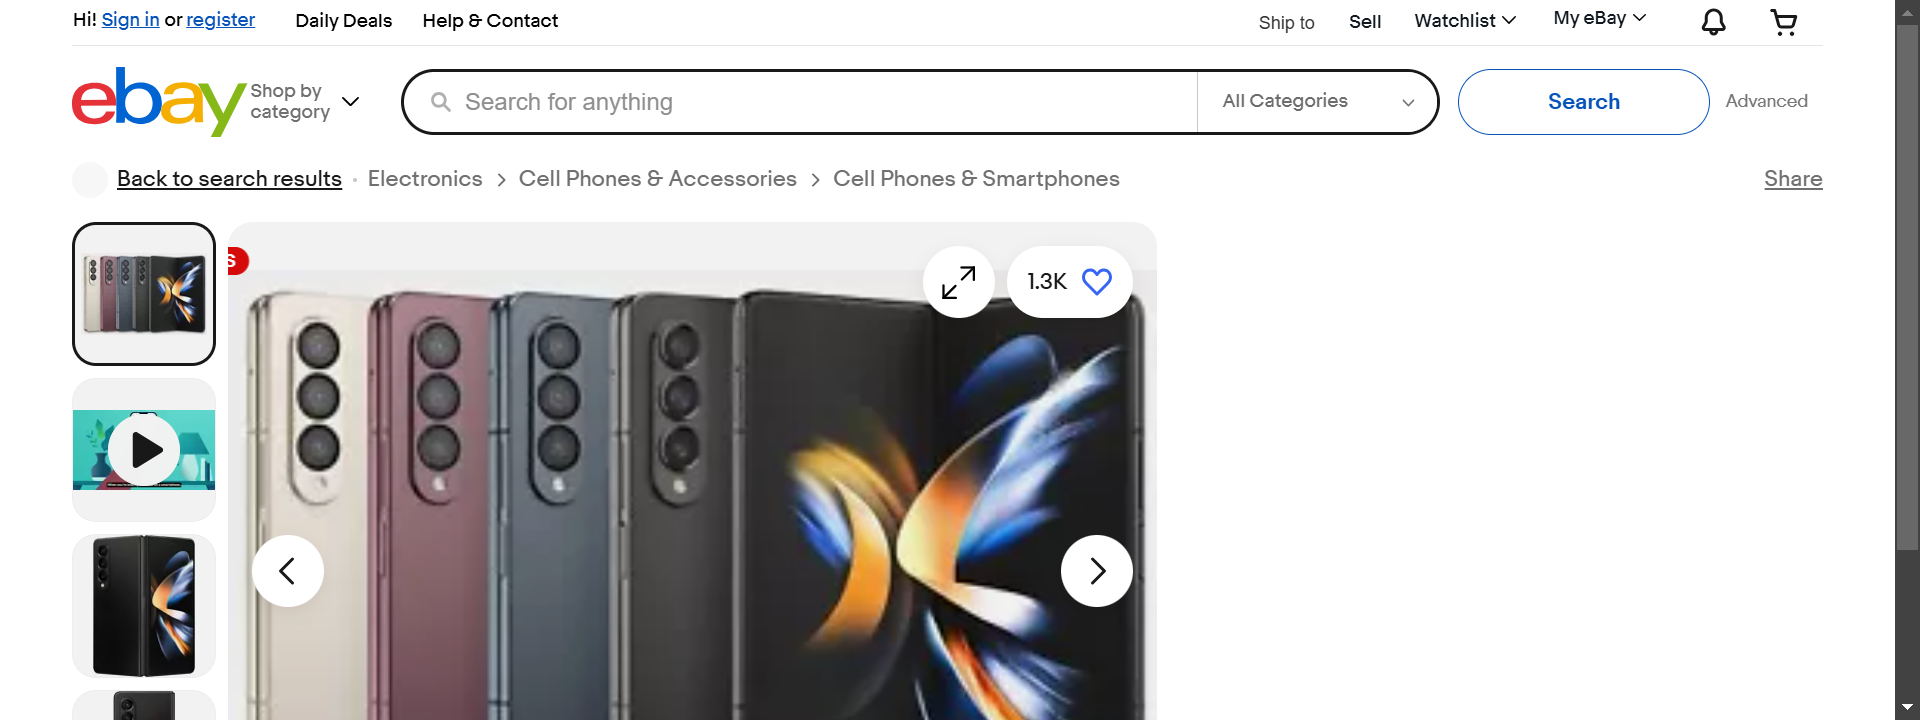 Hi! Sign in or register
Daily Deals
Help & Contact
Ship to
Sell
Watchlist
My eBay
ebay
Shop by
category
Search for anything
All Categories
Search
Advanced
Back to search results
Electronics
Cell Phones & Accessories
Cell Phones & Smartphones
Share
S
1.3K